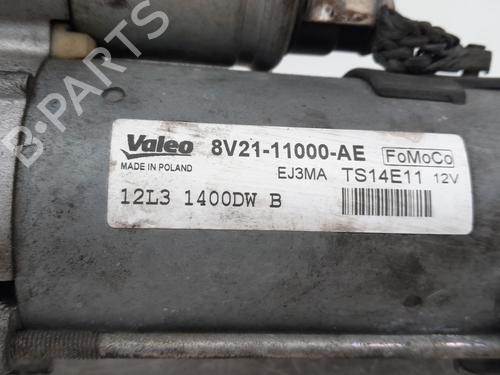 B-PARTS
Valeo 8V21-11000-AE FoMoCo
MADE IN POLAND EJ3MA TS14E11 12V
12L3 1400DW B